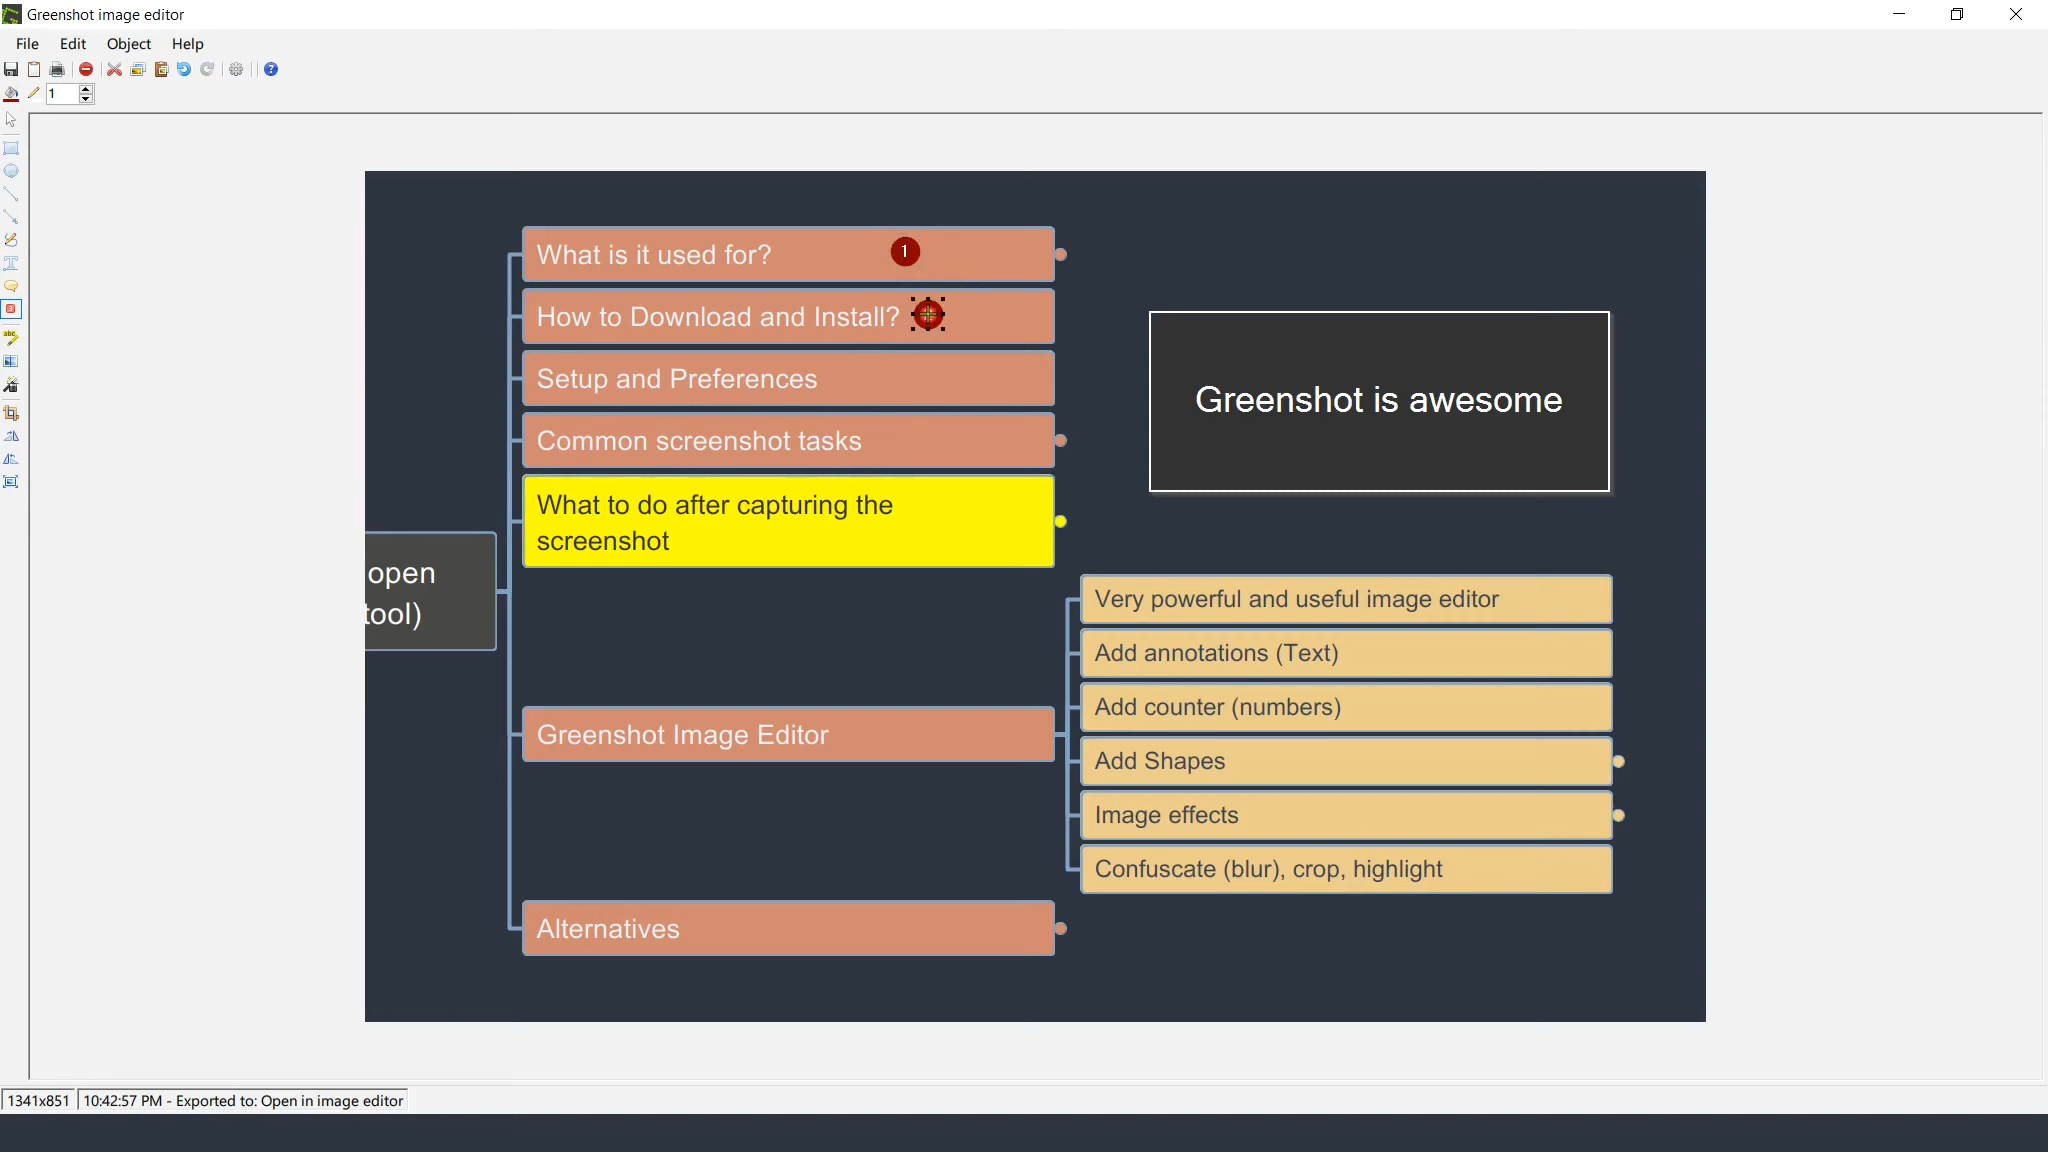 Greenshot image editor
File Edit Object Help
1
What is it used for?
1
How to Download and Install?
Setup and Preferences
Common screenshot tasks
What to do after capturing the
screenshot
Greenshot is awesome
open
tool)
Very powerful and useful image editor
Add annotations (Text)
Add counter (numbers)
Greenshot Image Editor
Add Shapes
Image effects
Confuscate (blur), crop, highlight
Alternatives
1341x851 10:42:57 PM - Exported to: Open in image editor